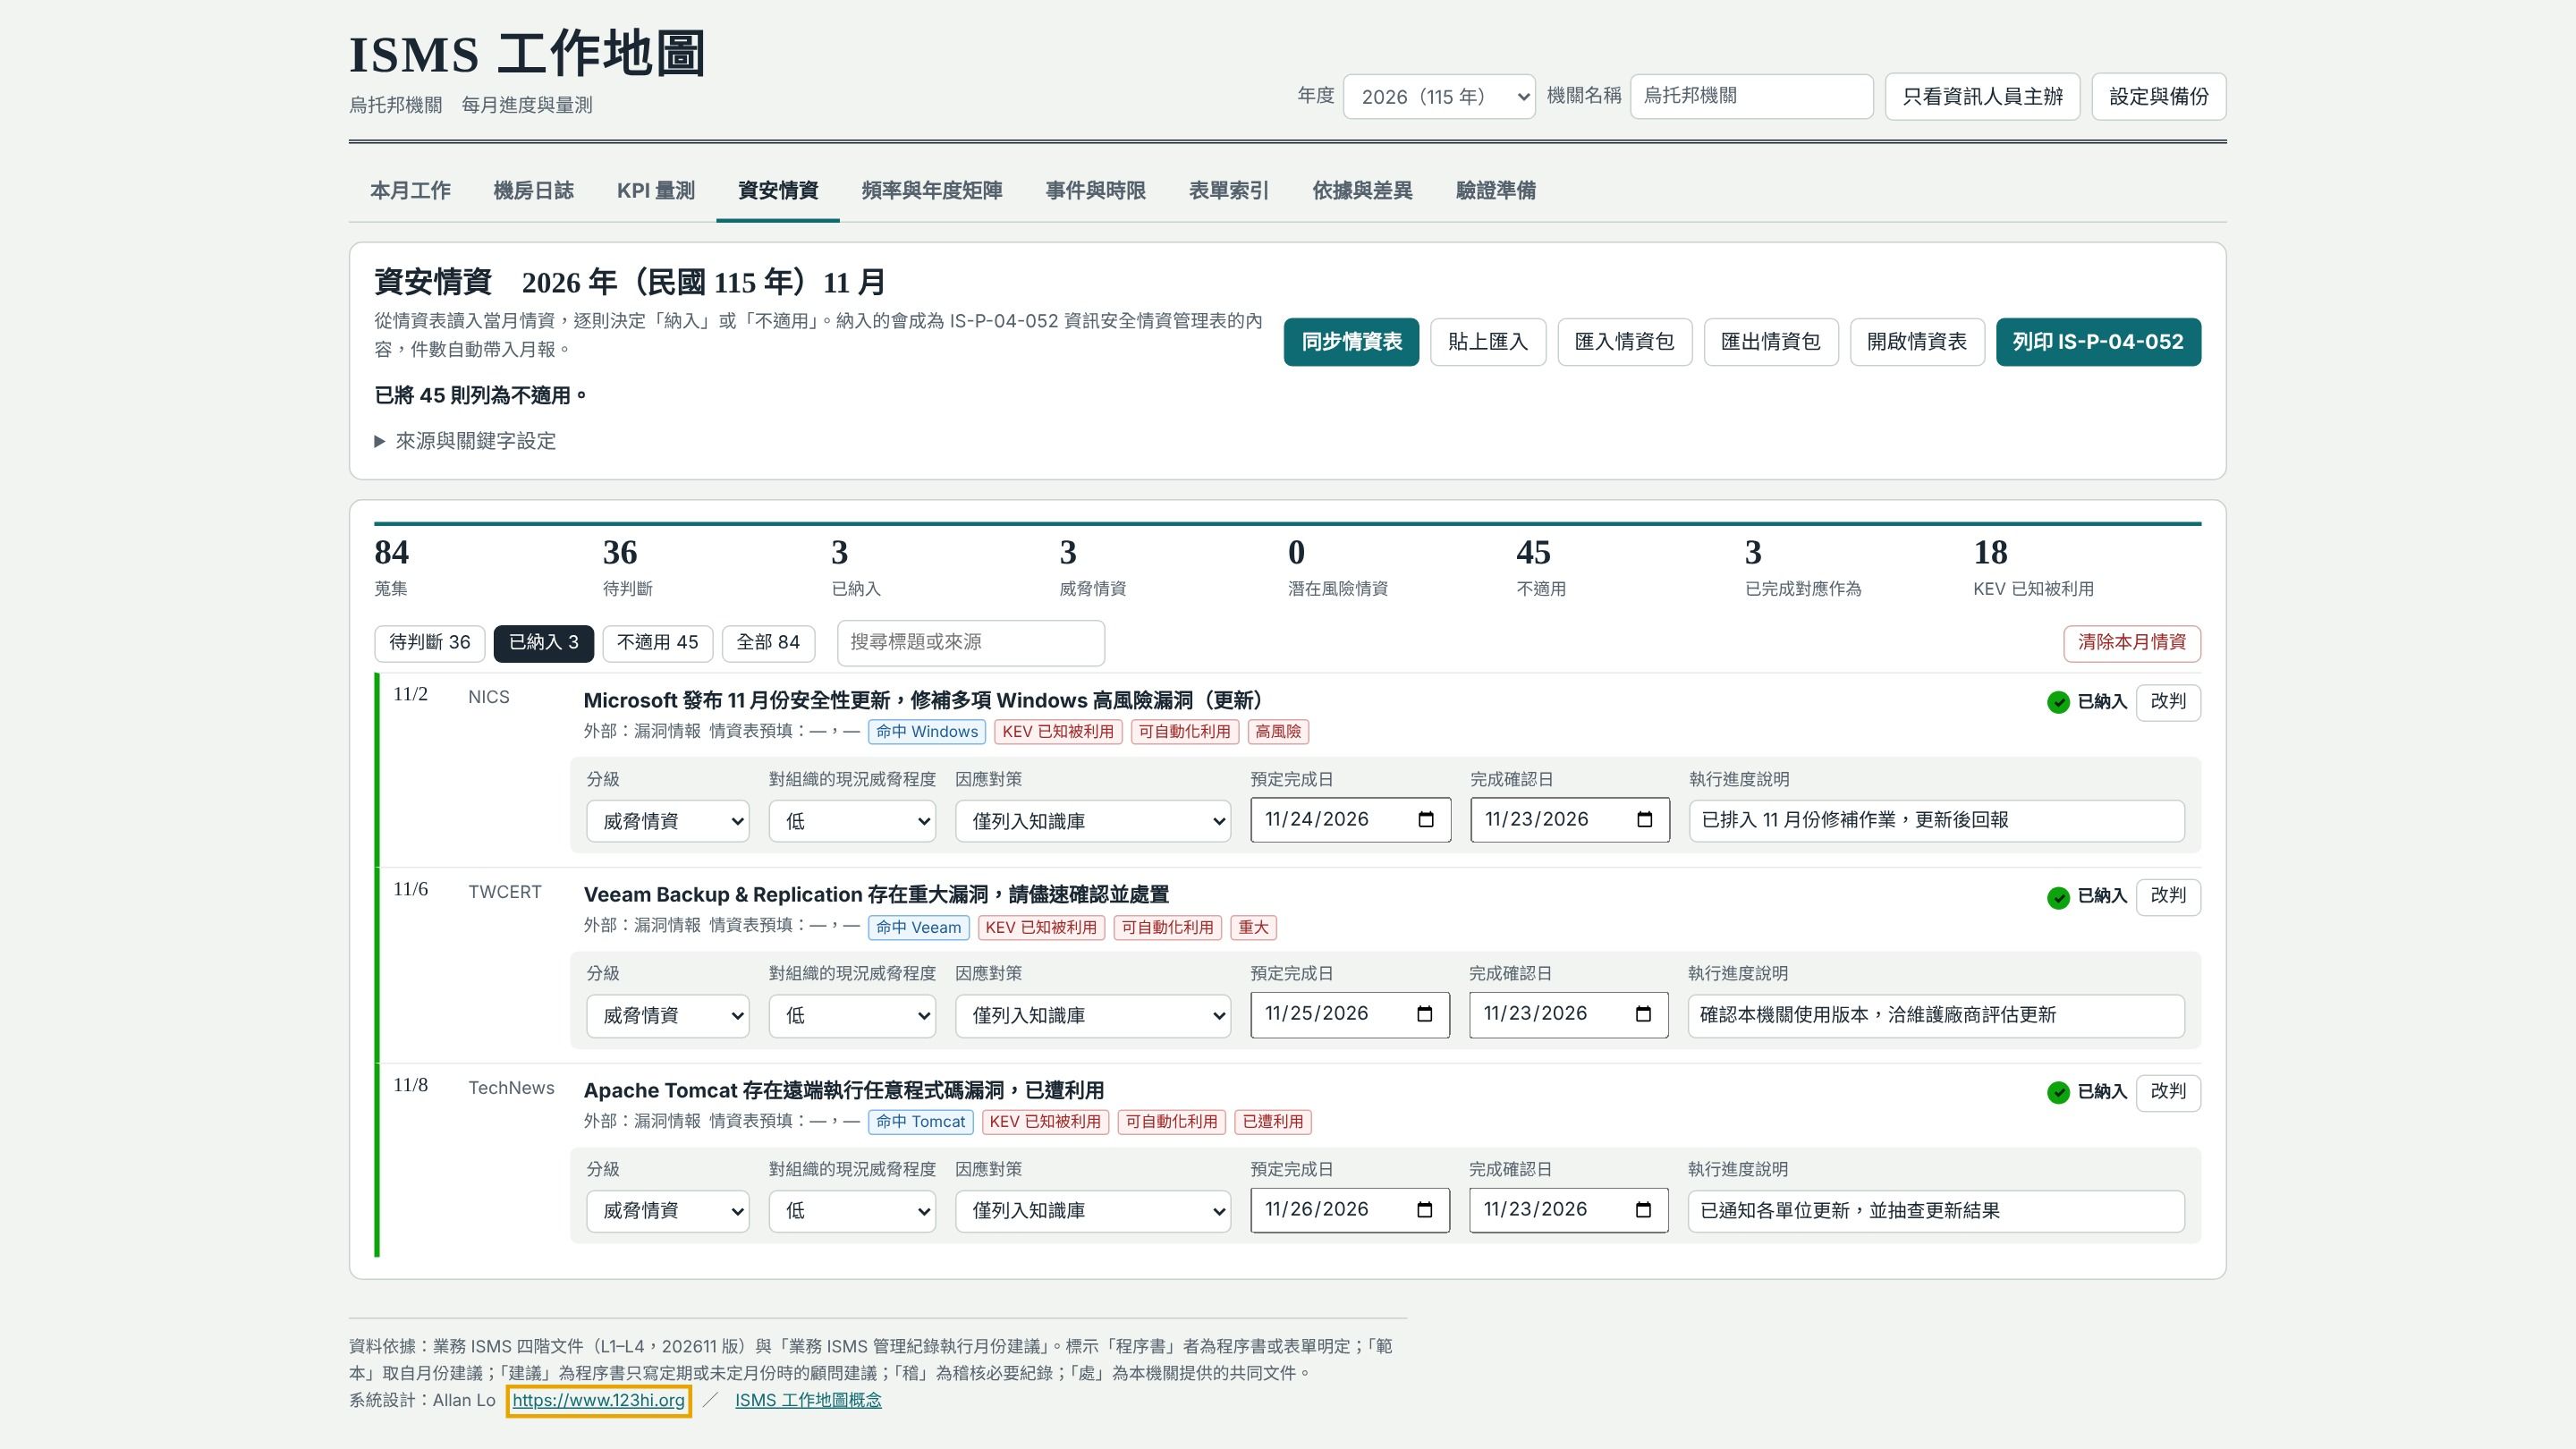 ISMS 工作地圖
烏托邦機關　每月進度與量測
年度 2026（115 年） 機關名稱 烏托邦機關 只看資訊人員主辦 設定與備份
本月工作 機房日誌 KPI 量測 資安情資 頻率與年度矩陣 事件與時限 表單索引 依據與差異 驗證準備
資安情資　2026 年（民國 115 年）11 月
從情資表讀入當月情資，逐則決定「納入」或「不適用」。納入的會成為 IS-P-04-052 資訊安全情資管理表的內
容，件數自動帶入月報。
同步情資表 貼上匯入 匯入情資包 匯出情資包 開啟情資表 列印 IS-P-04-052
已將 45 則列為不適用。
▶ 來源與關鍵字設定
84 36 3 3 0 45 3 18
蒐集 待判斷 已納入 威脅情資 潛在風險情資 不適用 已完成對應作為 KEV 已知被利用
待判斷 36 已納入 3 不適用 45 全部 84 搜尋標題或來源 清除本月情資
11/2 NICS Microsoft 發布 11 月份安全性更新，修補多項 Windows 高風險漏洞（更新） 已納入 改判
外部：漏洞情報 情資表預填：—，— 命中 Windows KEV 已知被利用 可自動化利用 高風險
分級 對組織的現況威脅程度 因應對策 預定完成日 完成確認日 執行進度說明
威脅情資 低 僅列入知識庫 11/24/2026 11/23/2026 已排入 11 月份修補作業，更新後回報
11/6 TWCERT Veeam Backup & Replication 存在重大漏洞，請儘速確認並處置 已納入 改判
外部：漏洞情報 情資表預填：—，— 命中 Veeam KEV 已知被利用 可自動化利用 重大
分級 對組織的現況威脅程度 因應對策 預定完成日 完成確認日 執行進度說明
威脅情資 低 僅列入知識庫 11/25/2026 11/23/2026 確認本機關使用版本，洽維護廠商評估更新
11/8 TechNews Apache Tomcat 存在遠端執行任意程式碼漏洞，已遭利用 已納入 改判
外部：漏洞情報 情資表預填：—，— 命中 Tomcat KEV 已知被利用 可自動化利用 已遭利用
分級 對組織的現況威脅程度 因應對策 預定完成日 完成確認日 執行進度說明
威脅情資 低 僅列入知識庫 11/26/2026 11/23/2026 已通知各單位更新，並抽查更新結果
資料依據：業務 ISMS 四階文件（L1–L4，202611 版）與「業務 ISMS 管理紀錄執行月份建議」。標示「程序書」者為程序書或表單明定；「範
本」取自月份建議；「建議」為程序書只寫定期或未定月份時的顧問建議；「稽」為稽核必要紀錄；「處」為本機關提供的共同文件。
系統設計：Allan Lo https://www.123hi.org ／ ISMS 工作地圖概念